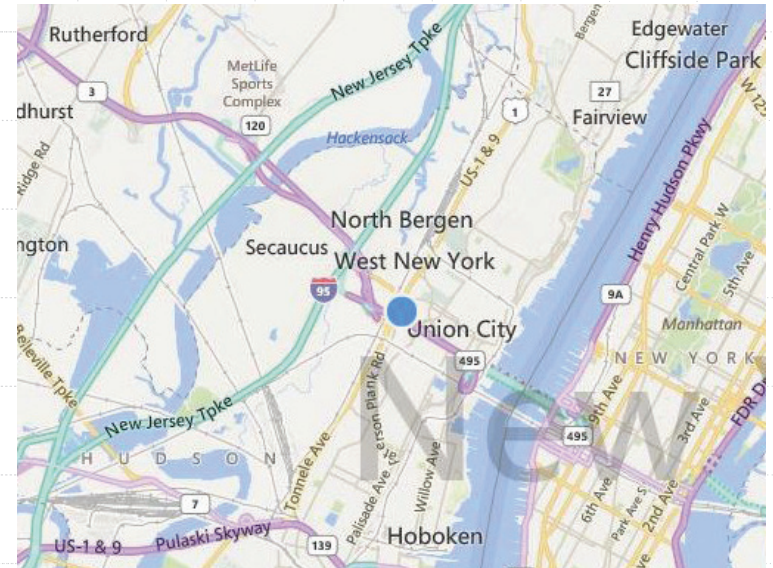 Rutherford
Edgewater
Cliffside Park
Bergen
MetLife
Sports
Complex
New Jersey Tpke
W 125
3
27
1
dhurst
120
Fairview
Hackensack
Ridge Rd
US-1 & 9
Henry Hudson Pkwy
North Bergen
Central Park W
ngton
Secaucus
West New York
5th Ave
95
9A
Union City
Manhattan
Belleville Tpke
495
NEW YORK
New
Paterson Plank Rd
9th Ave
FDR D
New Jersey Tpke
3rd Ave
495
HUDSON
Tonnele Ave
Willow Ave
Palisade Ave
6th Ave
Park Ave S
2nd Ave
7
US-1 & 9
Pulaski Skyway
139
Hoboken